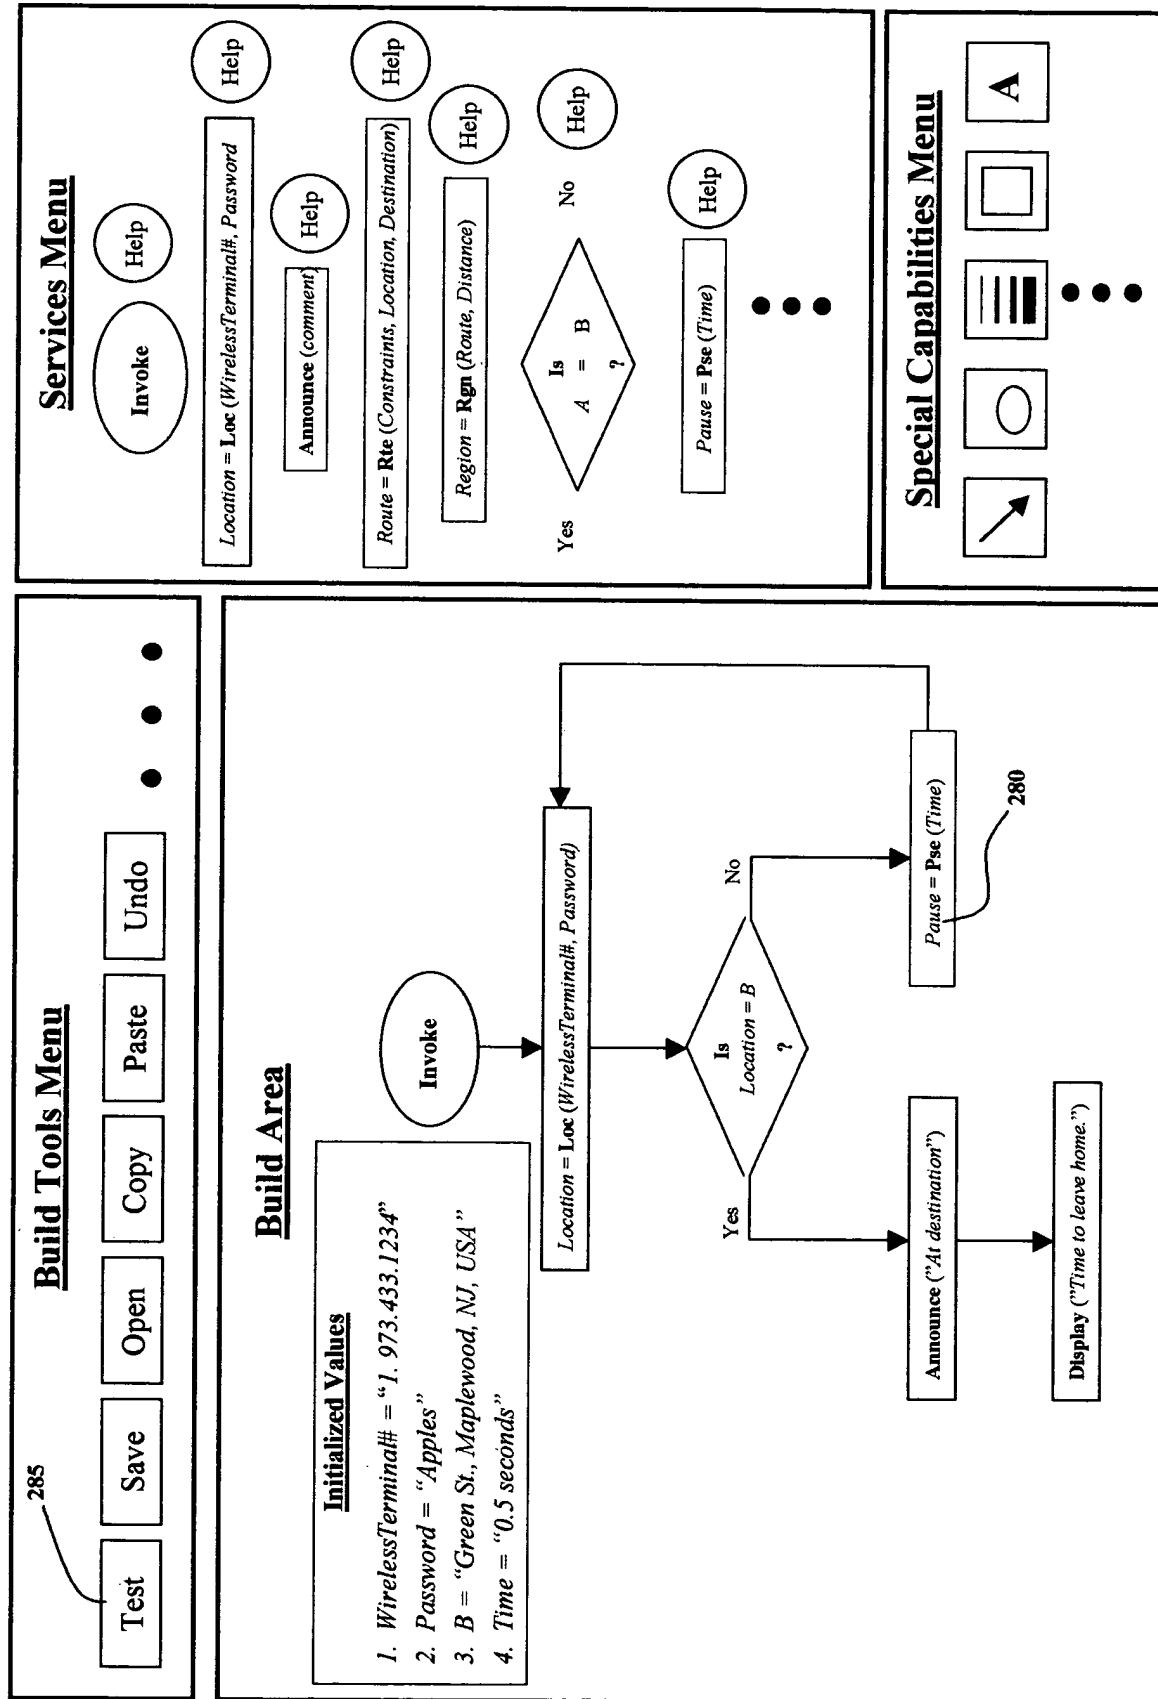 Build Tools Menu
285
Test
Save
Open
Copy
Paste
Undo
Build Area
Initialized Values
1. WirelessTerminal# = “1. 973.433.1234”
2. Password = “Apples”
3. B = “Green St., Maplewood, NJ, USA”
4. Time = “0.5 seconds”
Invoke
Location = Loc (WirelessTerminal#, Password)
Is
Location = B
?
Yes
No
Announce ("At destination")
Display ("Time to leave home.")
Pause = Pse (Time)
280
Services Menu
Invoke
Help
Location = Loc (WirelessTerminal#, Password
Help
Announce (comment)
Help
Route = Rte (Constraints, Location, Destination)
Help
Region = Rgn (Route, Distance)
Help
Yes
Is
A = B
?
No
Help
Pause = Pse (Time)
Help
Special Capabilities Menu
A